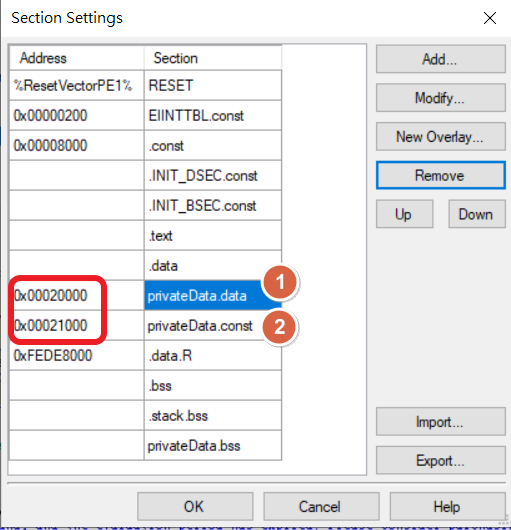 Section Settings
Address Section
%ResetVectorPE1% RESET
0x00000200 EIINTTBL.const
0x00008000 .const
.INIT_DSEC.const
.INIT_BSEC.const
.text
.data
0x00020000 privateData.data 1
0x00021000 privateData.const 2
0xFEDE8000 .data.R
.bss
.stack.bss
privateData.bss
Add...
Modify...
New Overlay...
Remove
Up Down
Import...
Export...
OK Cancel Help